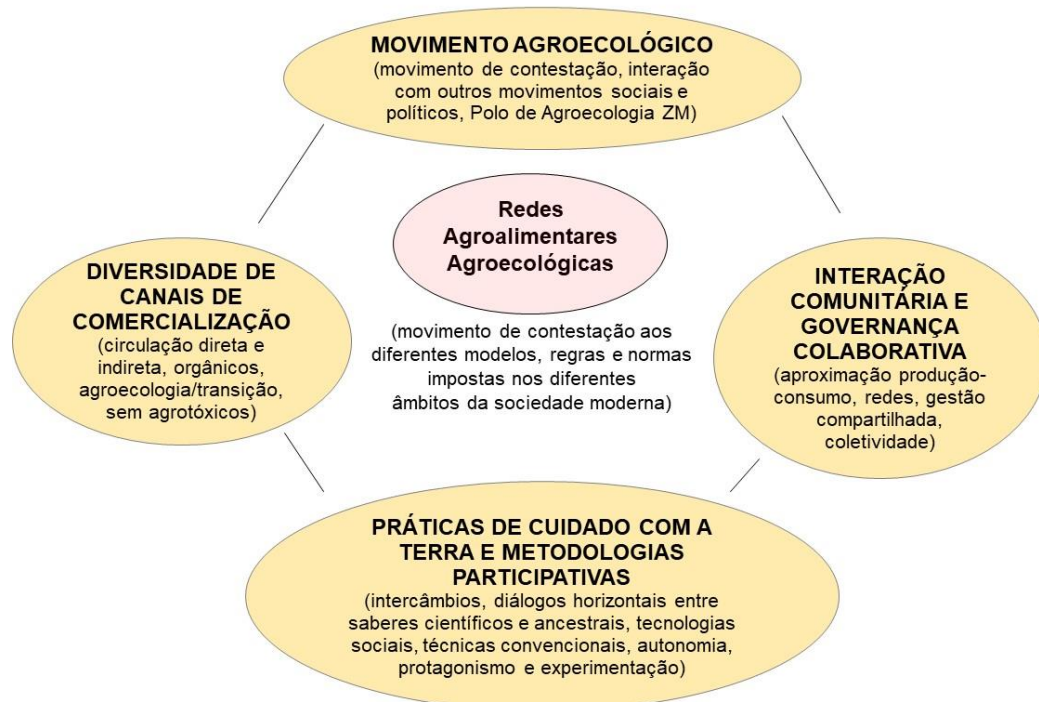 MOVIMENTO AGROECOLÓGICO
(movimento de contestação, interação
com outros movimentos sociais e
políticos, Polo de Agroecologia ZM)
Redes
Agroalimentares
Agroecológicas
(movimento de contestação aos
diferentes modelos, regras e normas
impostas nos diferentes
âmbitos da sociedade moderna)
DIVERSIDADE DE
CANAIS DE
COMERCIALIZAÇÃO
(circulação direta e
indireta, orgânicos,
agroecologia/transição,
sem agrotóxicos)
INTERAÇÃO
COMUNITÁRIA E
GOVERNANÇA
COLABORATIVA
(aproximação produção-
consumo, redes, gestão
compartilhada,
coletividade)
PRÁTICAS DE CUIDADO COM A
TERRA E METODOLOGIAS
PARTICIPATIVAS
(intercâmbios, diálogos horizontais entre
saberes científicos e ancestrais, tecnologias
sociais, técnicas convencionais, autonomia,
protagonismo e experimentação)